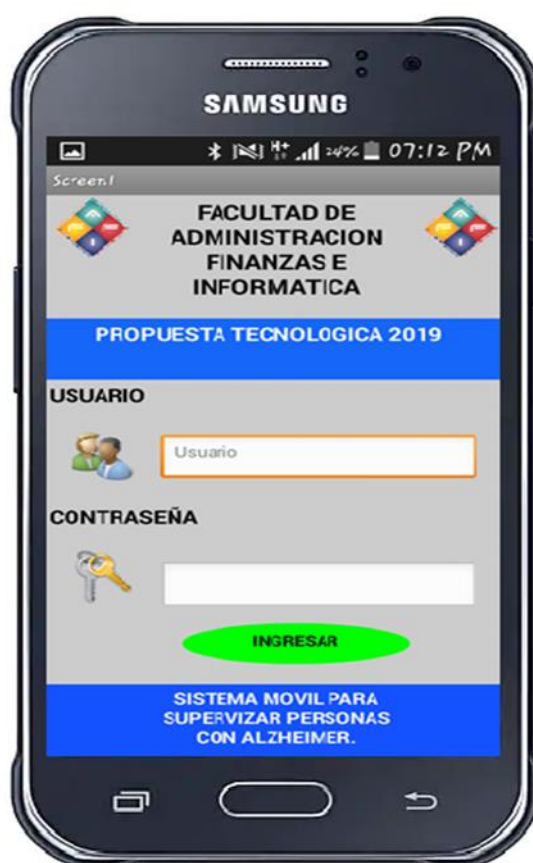 SAMSUNG
H+ 24% 07:12 PM
Screen1
FACULTAD DE
ADMINISTRACION
FINANZAS E
INFORMATICA
PROPUESTA TECNOLOGICA 2019
USUARIO
Usuario
CONTRASEÑA
INGRESAR
SISTEMA MOVIL PARA
SUPERVIZAR PERSONAS
CON ALZHEIMER.